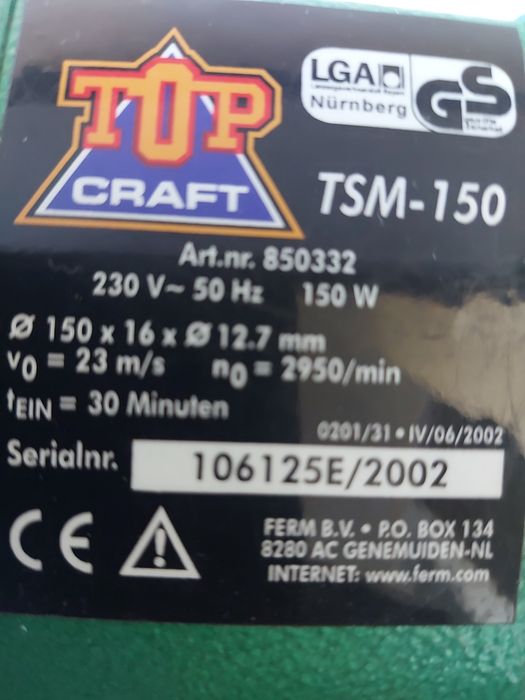 TOP
CRAFT
LGA
Nürnberg
GS
TSM-150
Art.nr. 850332
230 V~ 50 Hz 150 W
Ø 150 x 16 x Ø 12.7 mm
v0 = 23 m/s n0 = 2950/min
tEIN = 30 Minuten
0201/31 • IV/06/2002
Serialnr. 106125E/2002
CE
FERM B.V. • P.O. BOX 134
8280 AC GENEMUIDEN-NL
INTERNET: www.ferm.com